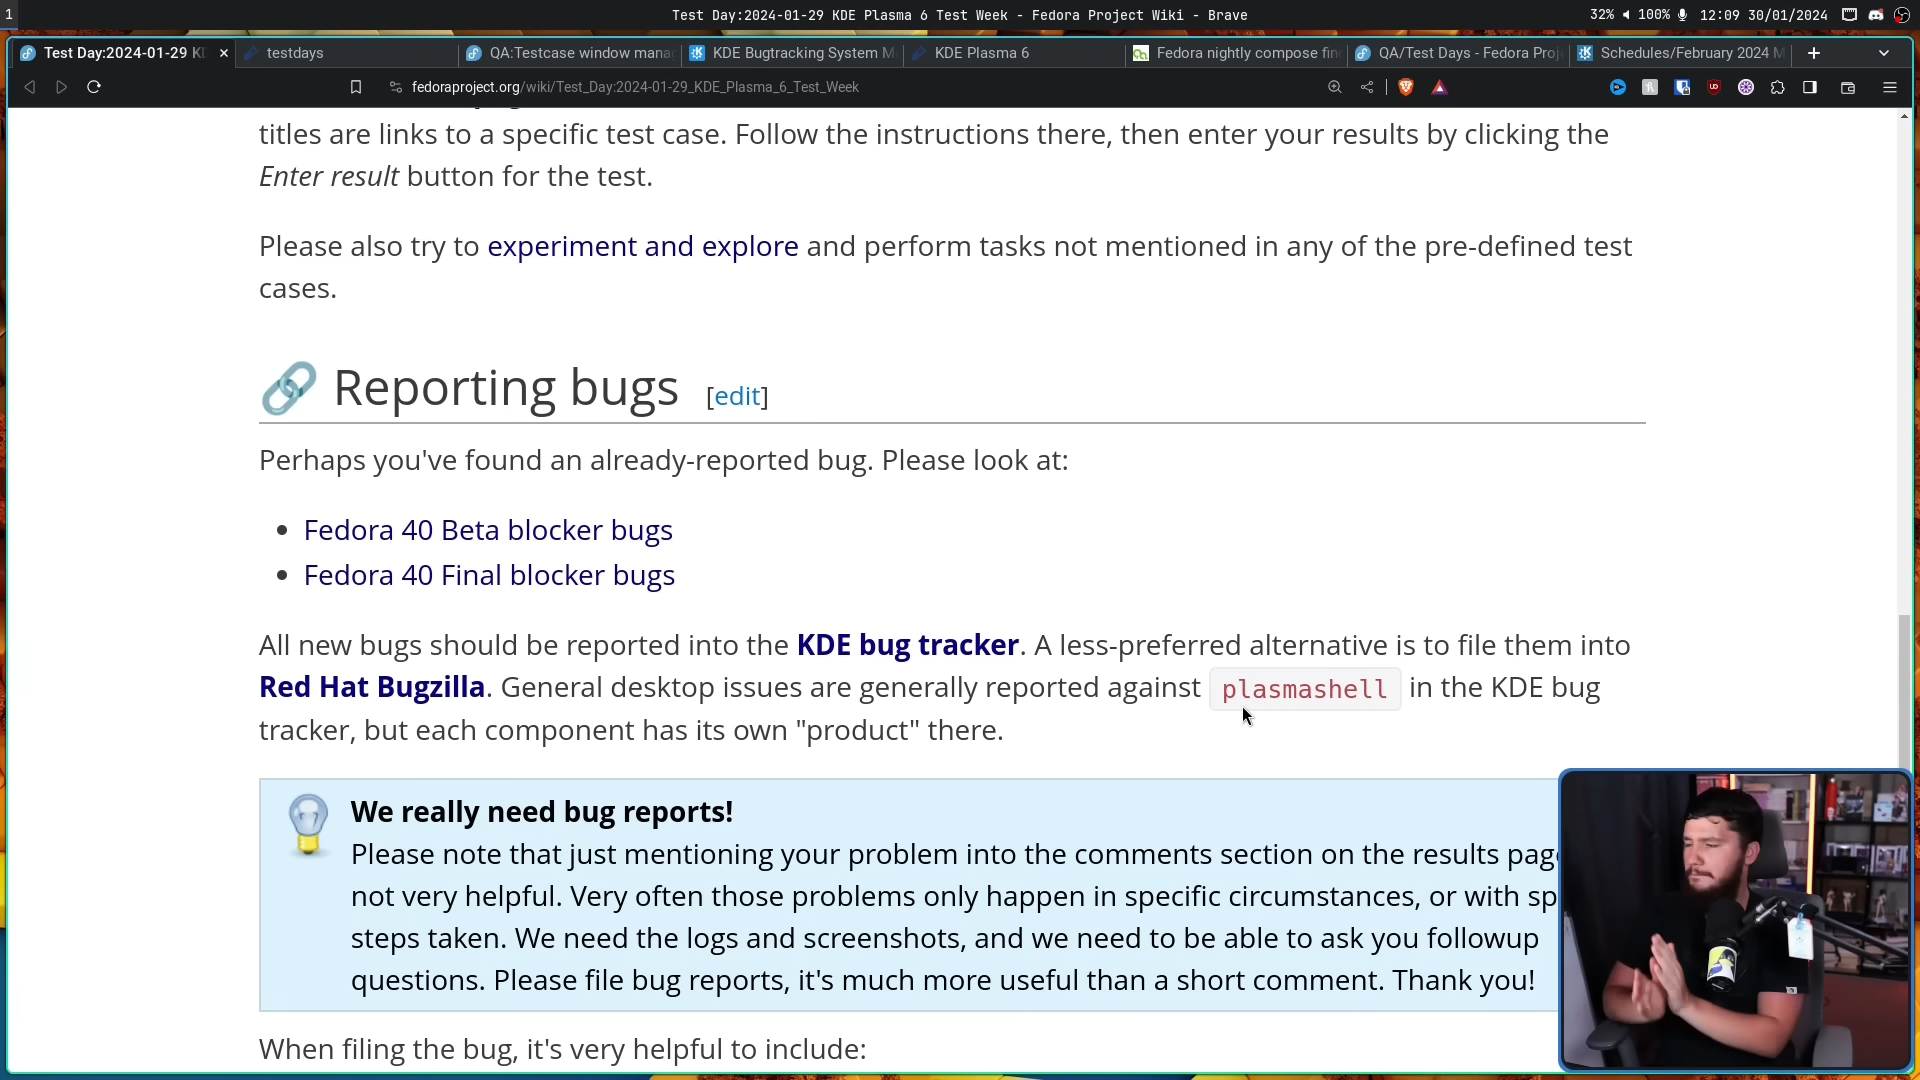 1
Test Day:2024-01-29 KDE Plasma 6 Test Week - Fedora Project Wiki - Brave
32% 100% 12:09 30/01/2024
Test Day:2024-01-29 KD
testdays
QA:Testcase window mana
KDE Bugtracking System M
KDE Plasma 6
Fedora nightly compose fin
QA/Test Days - Fedora Proj
Schedules/February 2024 M
fedoraproject.org/wiki/Test_Day:2024-01-29_KDE_Plasma_6_Test_Week
titles are links to a specific test case. Follow the instructions there, then enter your results by clicking the
Enter result button for the test.
Please also try to experiment and explore and perform tasks not mentioned in any of the pre-defined test
cases.
Reporting bugs [edit]
Perhaps you've found an already-reported bug. Please look at:
Fedora 40 Beta blocker bugs
Fedora 40 Final blocker bugs
All new bugs should be reported into the KDE bug tracker. A less-preferred alternative is to file them into
Red Hat Bugzilla. General desktop issues are generally reported against plasmashell in the KDE bug
tracker, but each component has its own "product" there.
We really need bug reports!
Please note that just mentioning your problem into the comments section on the results page
not very helpful. Very often those problems only happen in specific circumstances, or with sp
steps taken. We need the logs and screenshots, and we need to be able to ask you followup
questions. Please file bug reports, it's much more useful than a short comment. Thank you!
When filing the bug, it's very helpful to include: